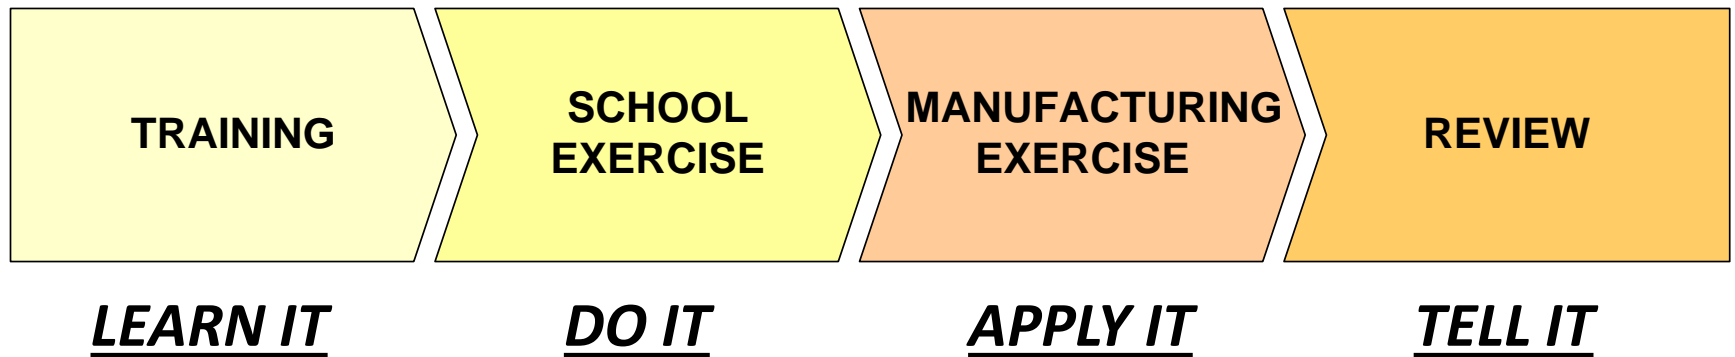 TRAINING
SCHOOL
EXERCISE
MANUFACTURING
EXERCISE
REVIEW
LEARN IT
DO IT
APPLY IT
TELL IT